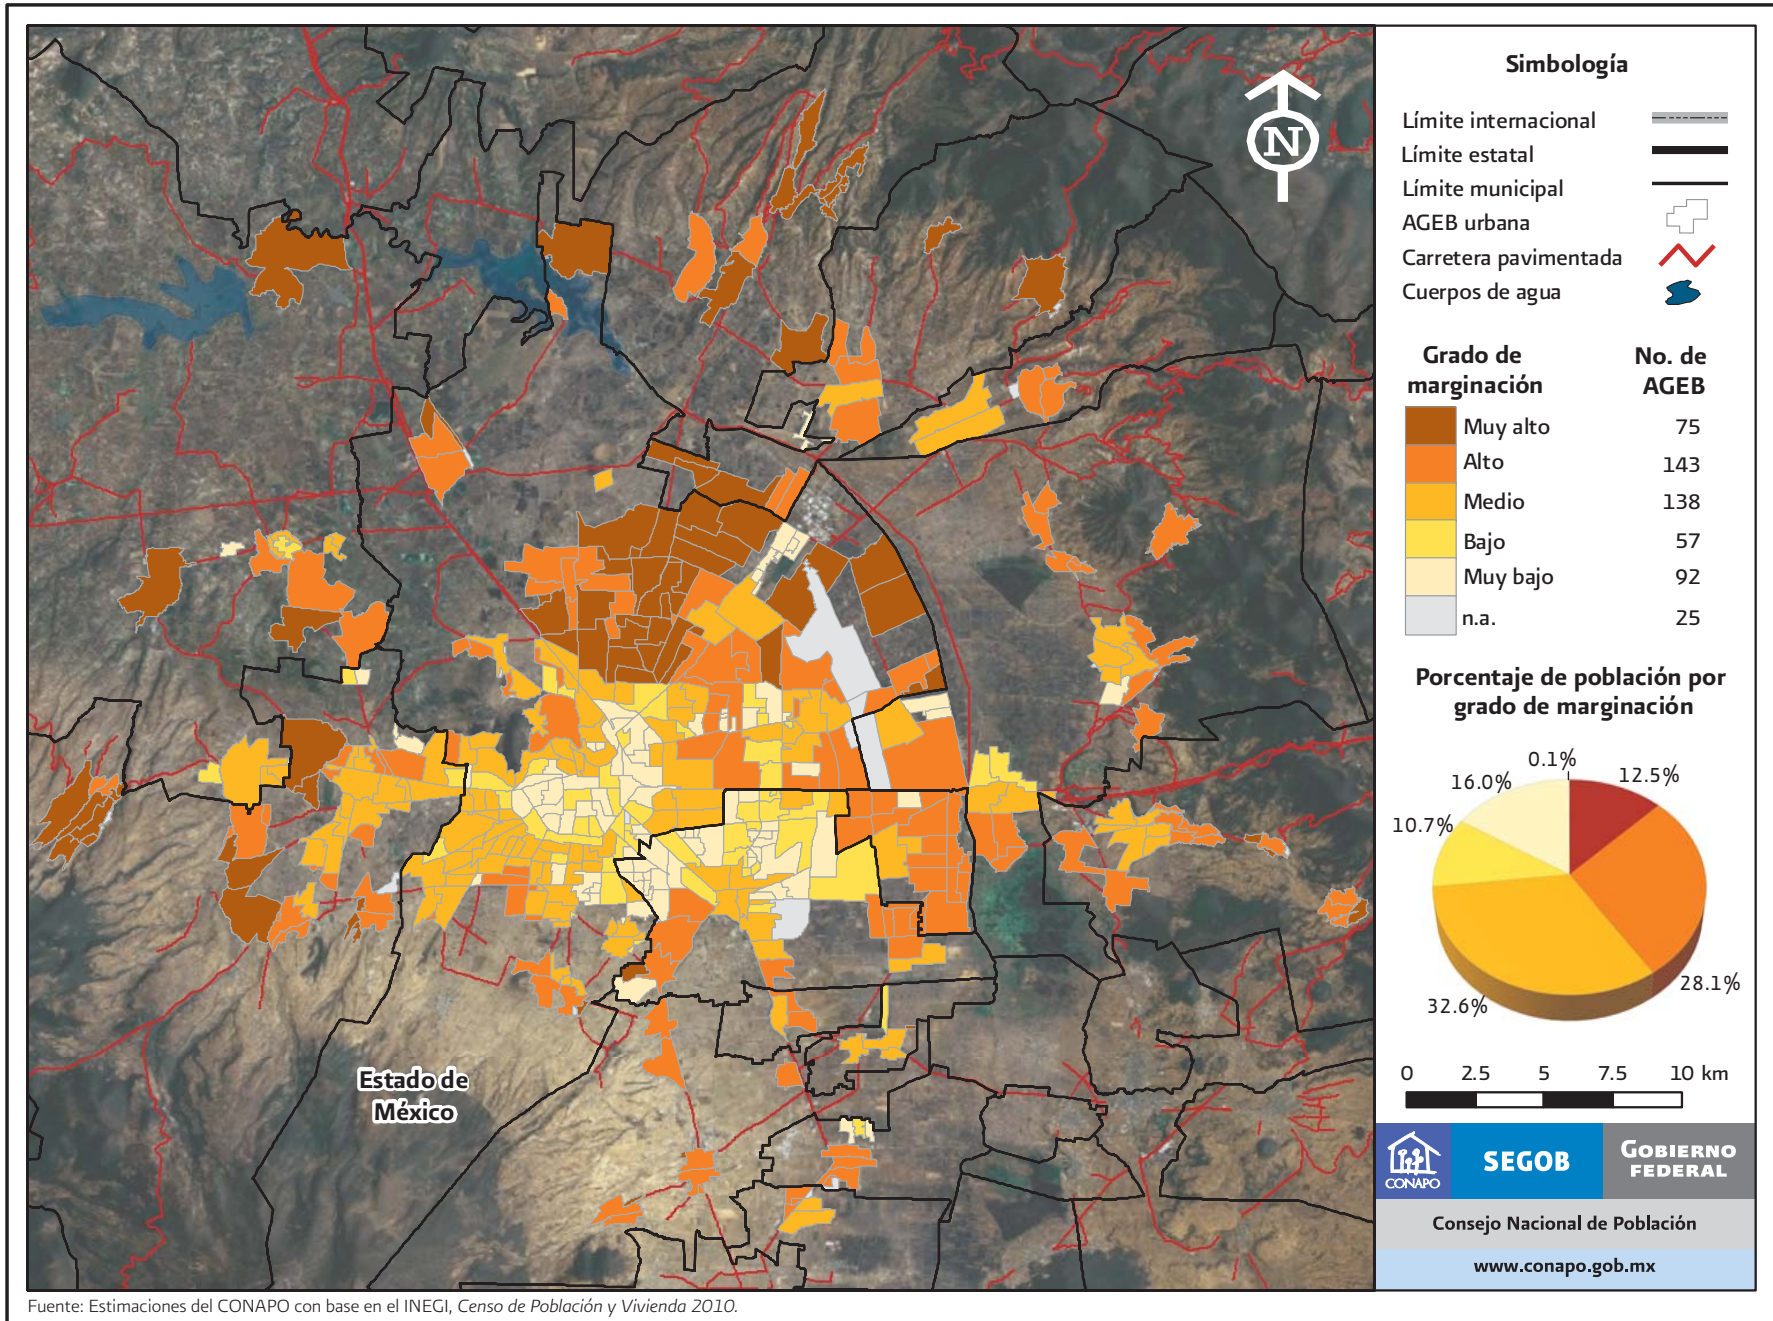 Simbología
N
Límite internacional
Límite estatal
Límite municipal
AGEB urbana
Carretera pavimentada
Cuerpos de agua
Grado de marginación
No. de AGEB
Muy alto 75
Alto 143
Medio 138
Bajo 57
Muy bajo 92
n.a. 25
Porcentaje de población por
grado de marginación
0.1%
16.0%
12.5%
10.7%
28.1%
32.6%
0 2.5 5 7.5 10 km
Estado de
México
CONAPO
SEGOB
GOBIERNO
FEDERAL
Consejo Nacional de Población
www.conapo.gob.mx
Fuente: Estimaciones del CONAPO con base en el INEGI, Censo de Población y Vivienda 2010.